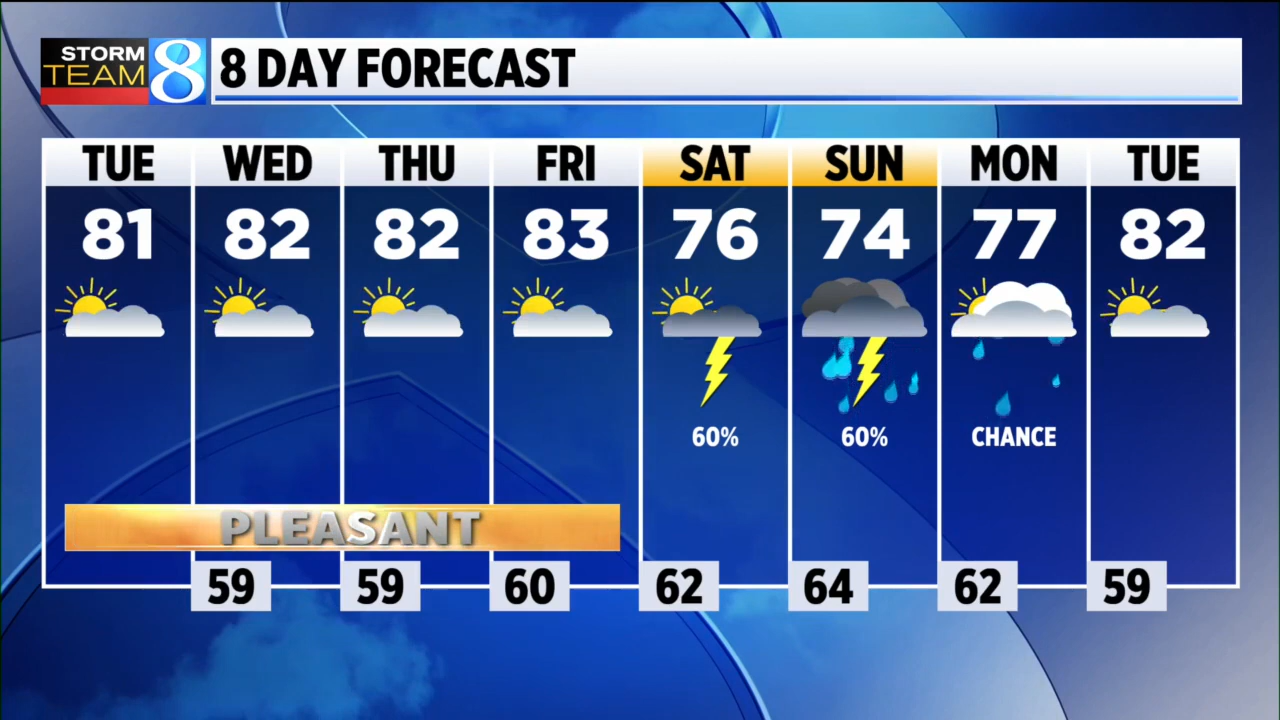 STORM
TEAM 8
8 DAY FORECAST
TUE WED THU FRI SAT SUN MON TUE
81 82 82 83 76 74 77 82
60% 60% CHANCE
PLEASANT
59 59 60 62 64 62 59